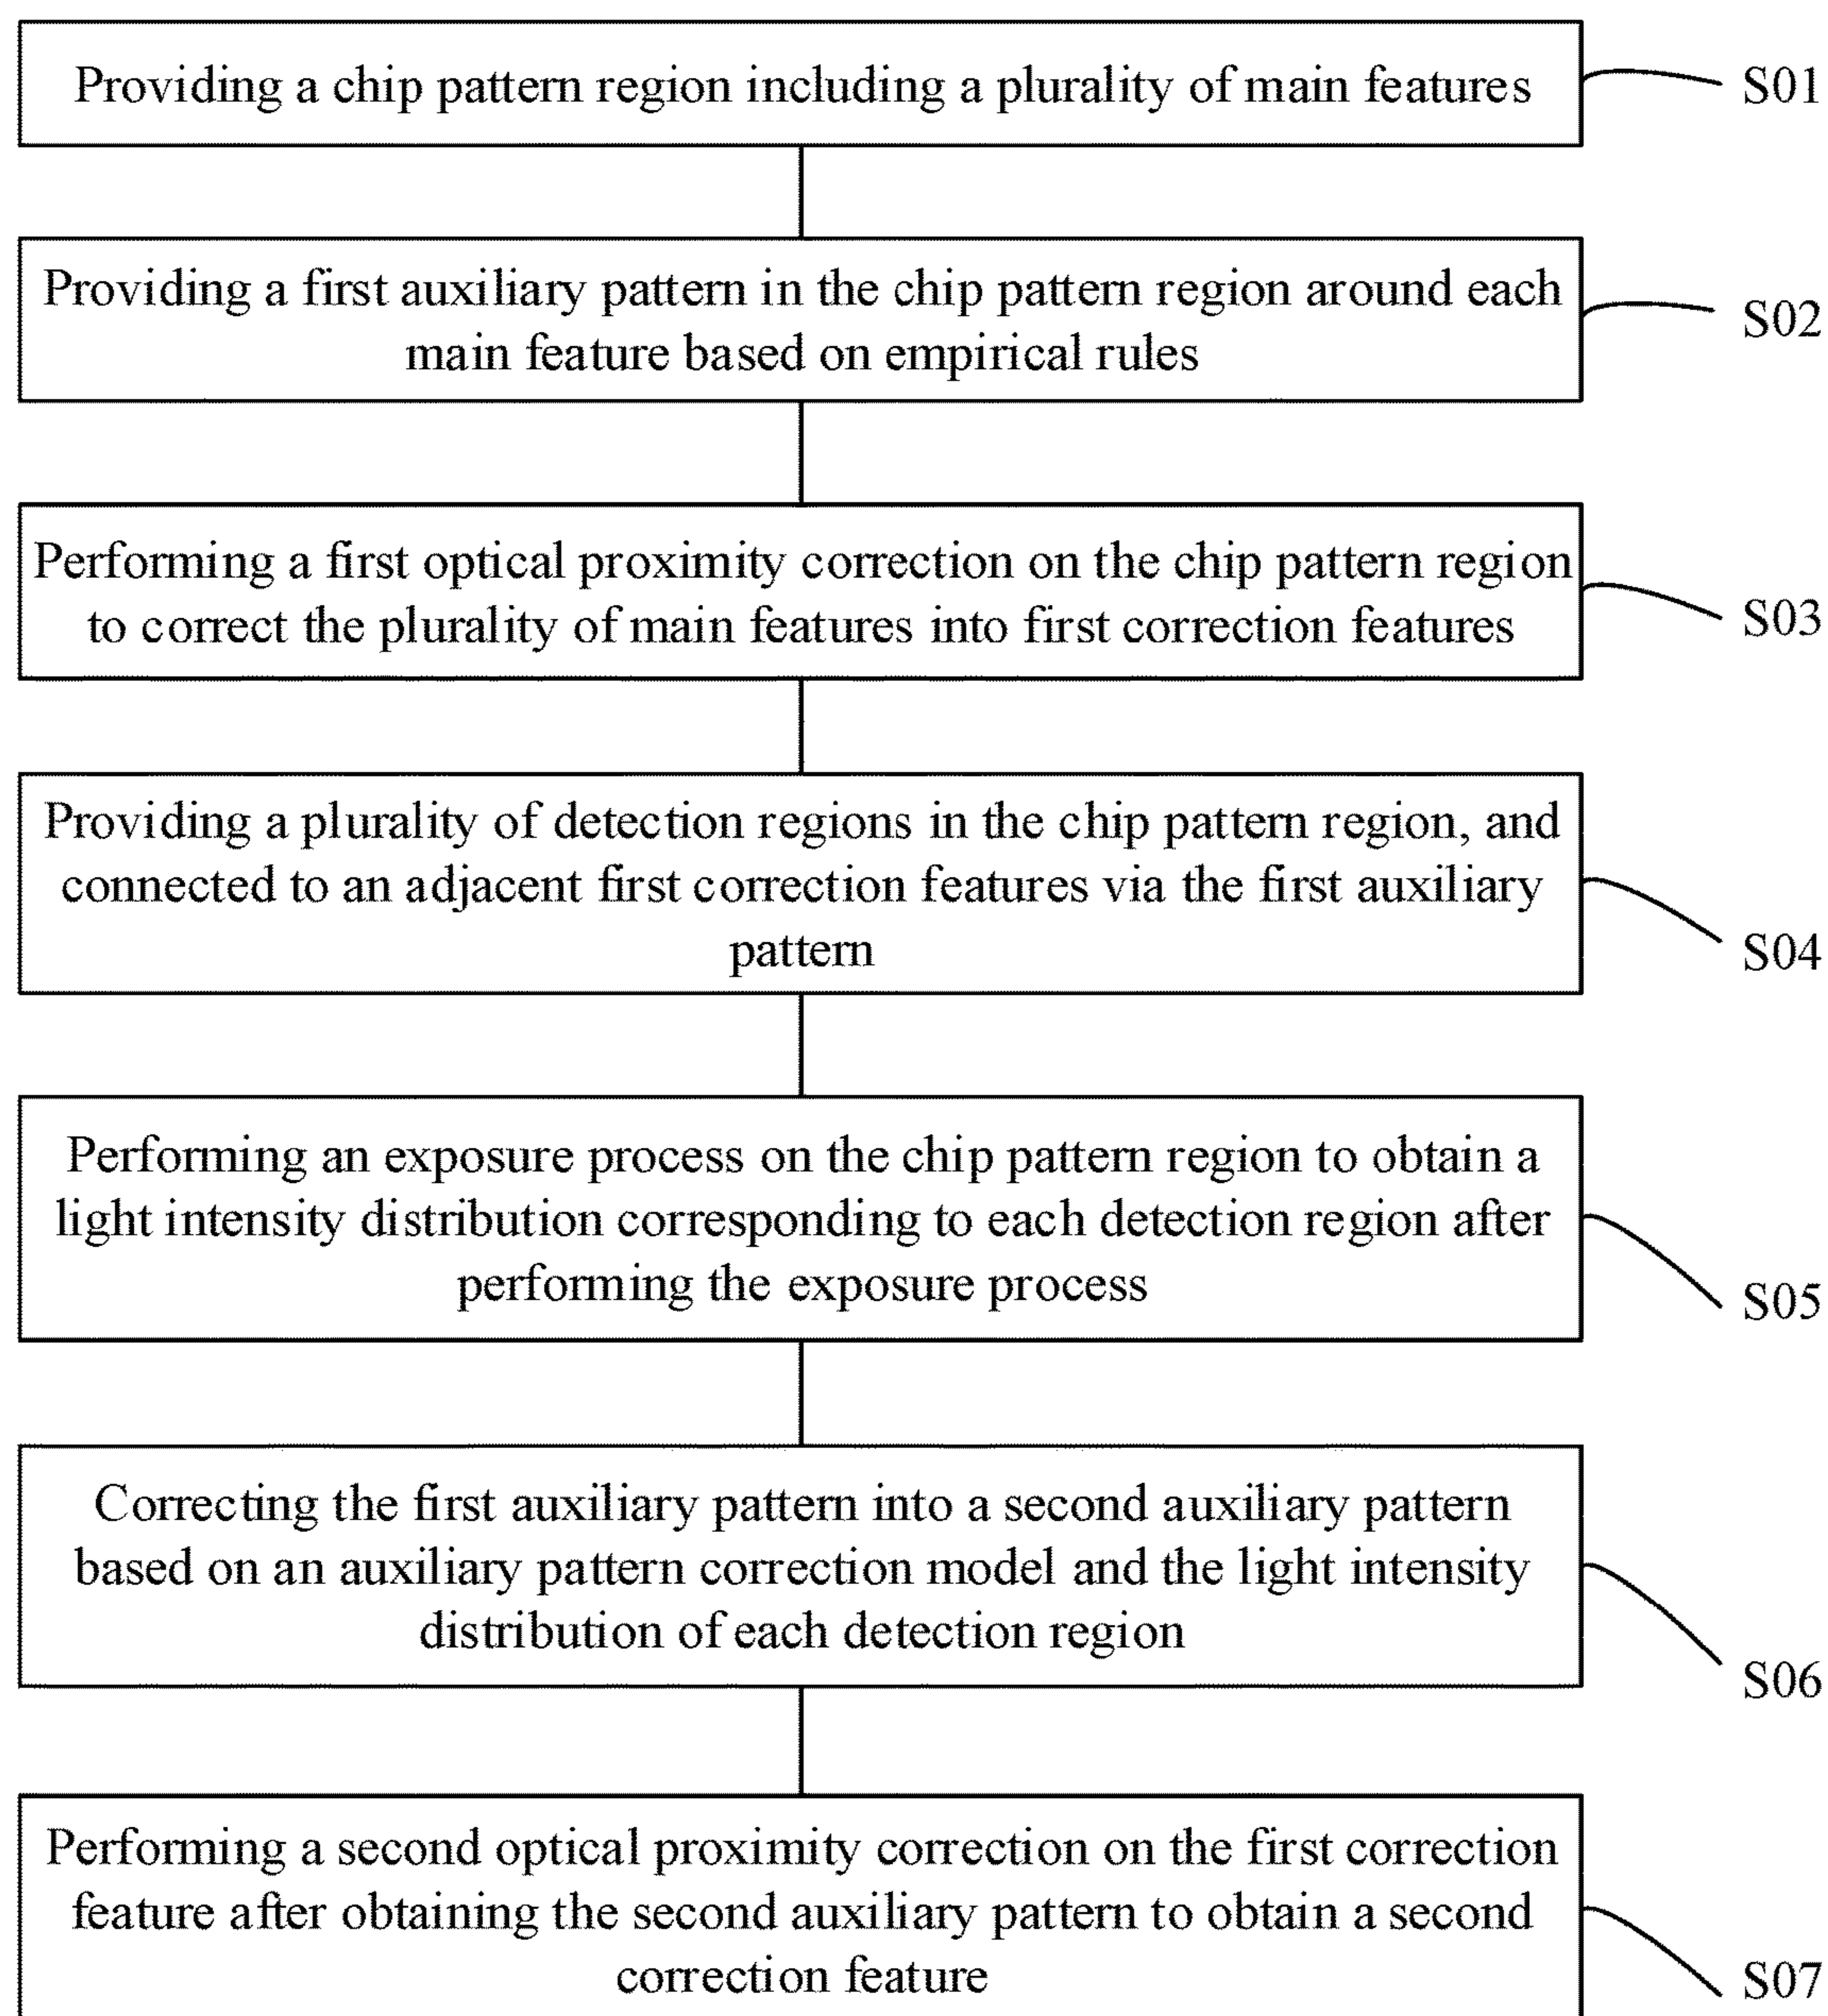 Providing a chip pattern region including a plurality of main features
S01
Providing a first auxiliary pattern in the chip pattern region around each
main feature based on empirical rules
S02
Performing a first optical proximity correction on the chip pattern region
to correct the plurality of main features into first correction features
S03
Providing a plurality of detection regions in the chip pattern region, and
connected to an adjacent first correction features via the first auxiliary
pattern
S04
Performing an exposure process on the chip pattern region to obtain a
light intensity distribution corresponding to each detection region after
performing the exposure process
S05
Correcting the first auxiliary pattern into a second auxiliary pattern
based on an auxiliary pattern correction model and the light intensity
distribution of each detection region
S06
Performing a second optical proximity correction on the first correction
feature after obtaining the second auxiliary pattern to obtain a second
correction feature
S07